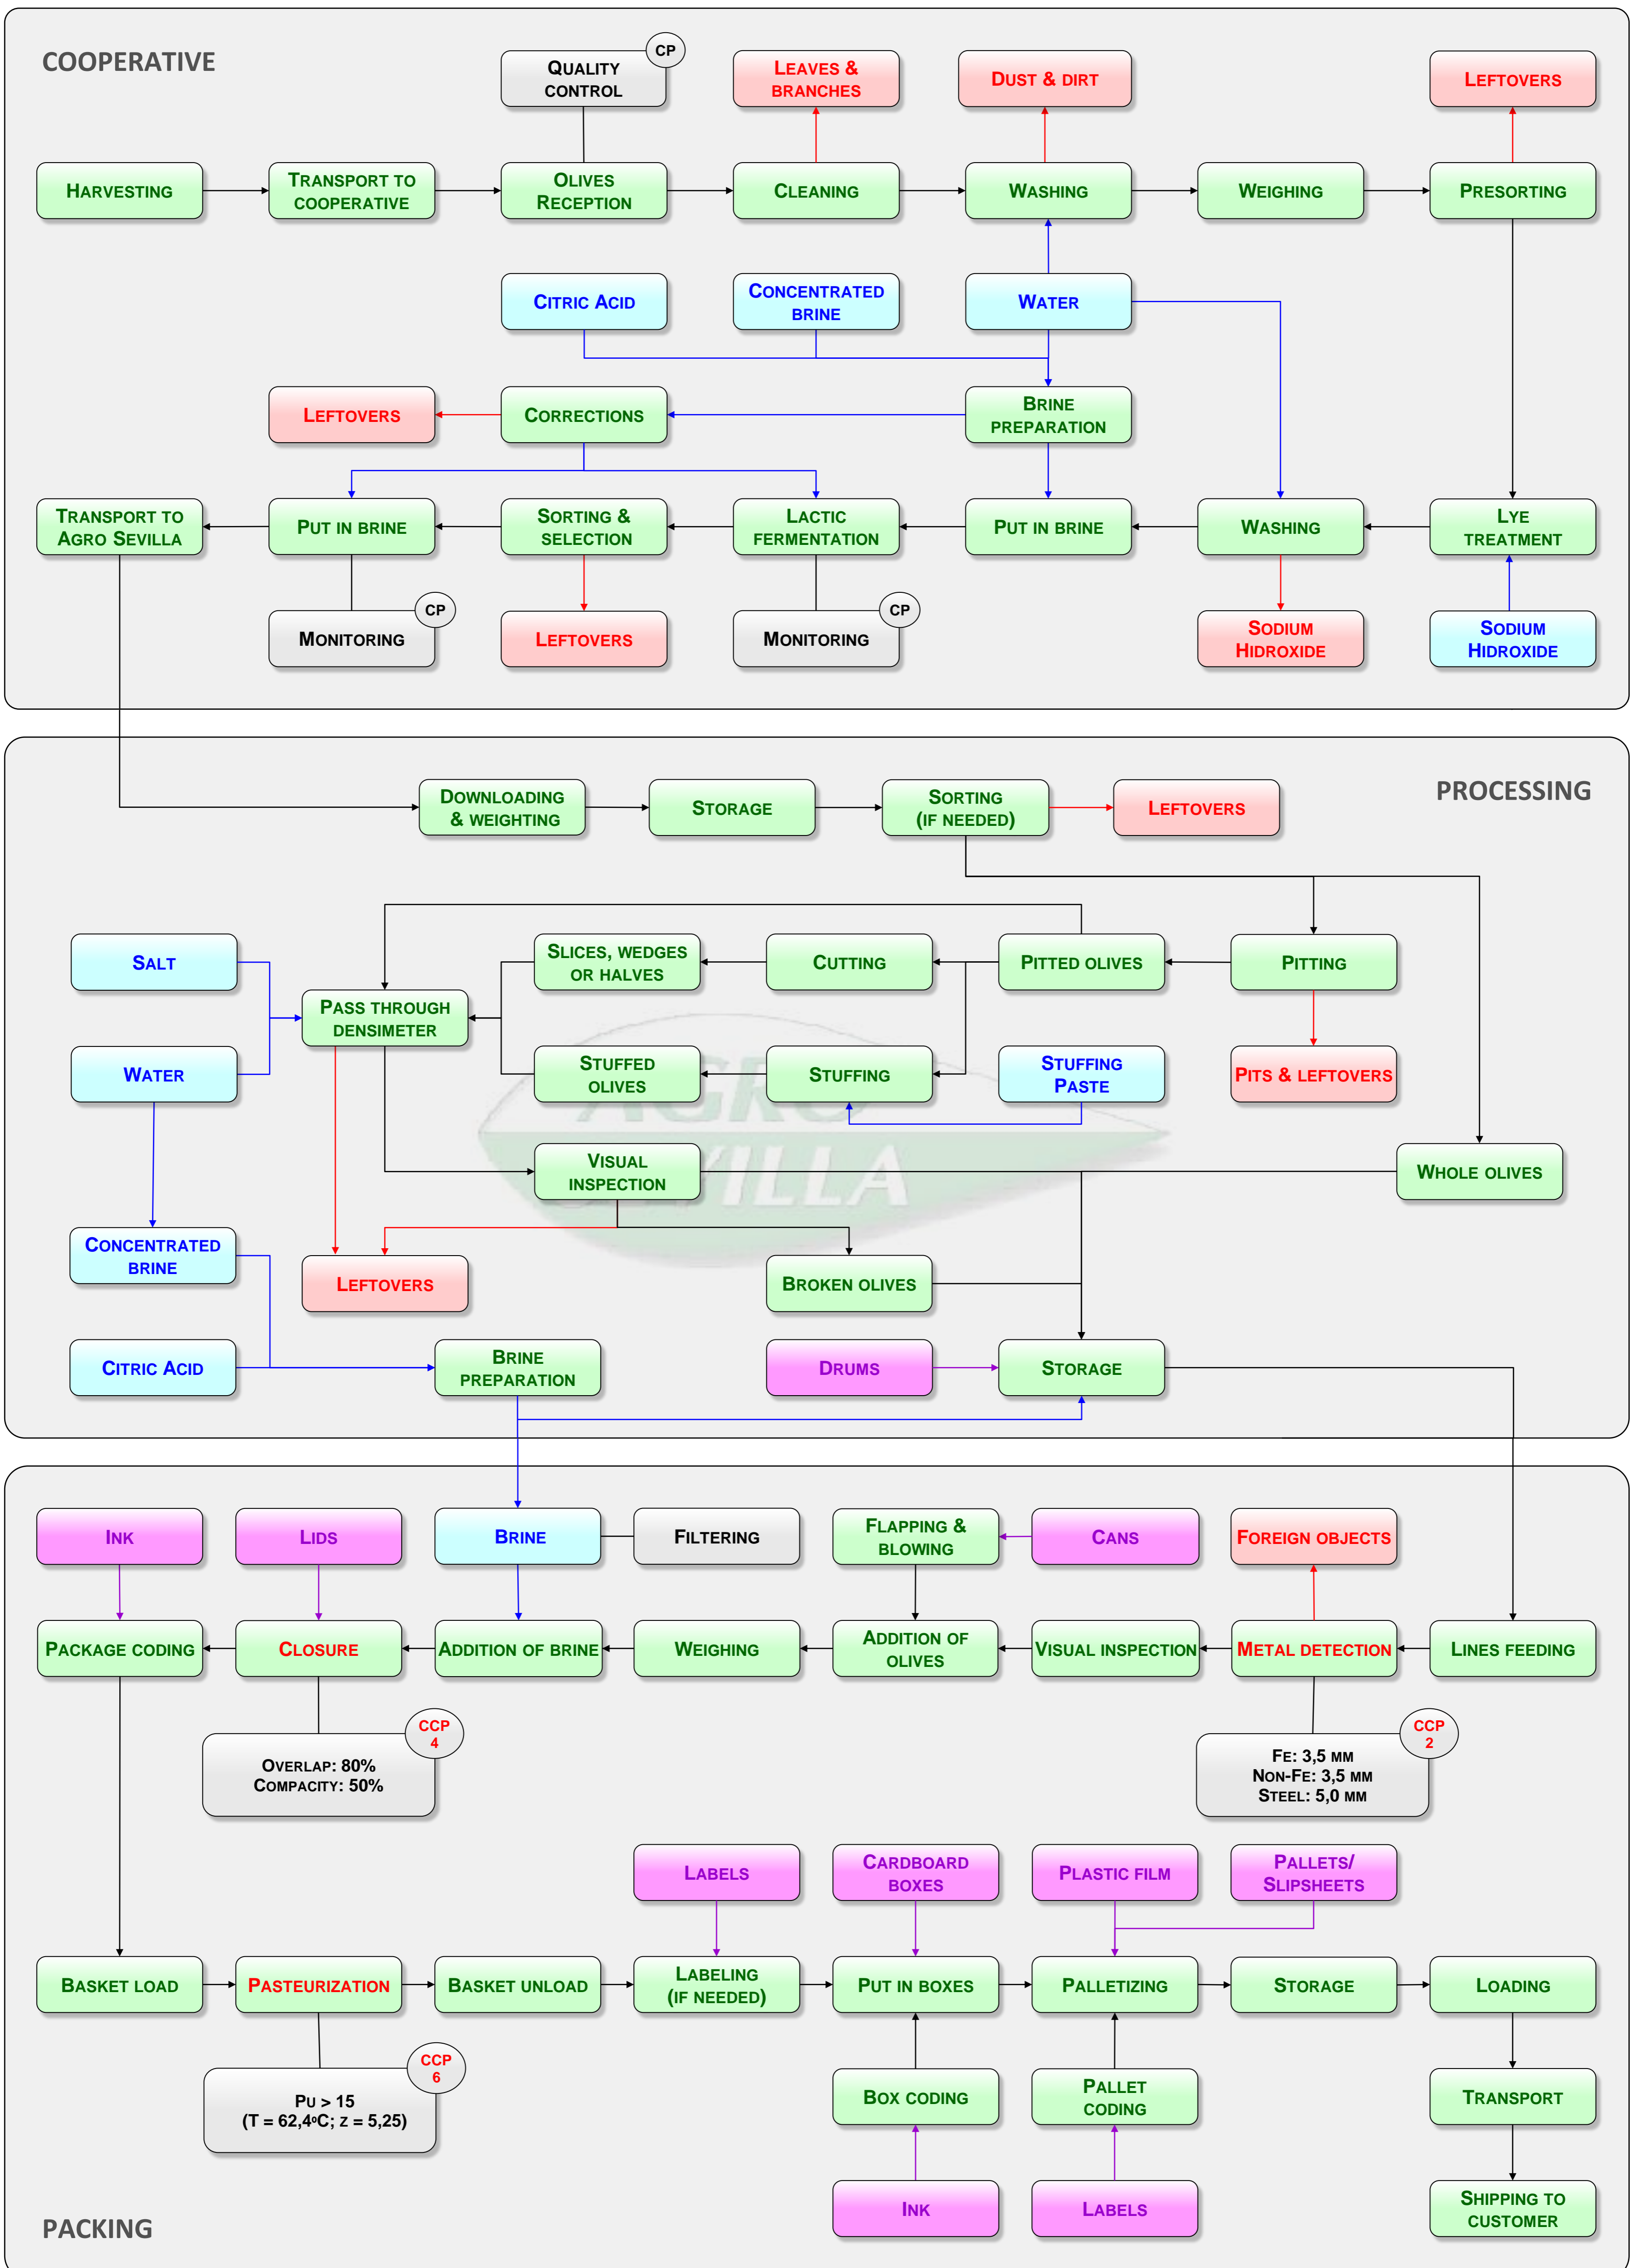 COOPERATIVE
QUALITY
CONTROL
CP
LEAVES &
BRANCHES
DUST & DIRT
LEFTOVERS
HARVESTING
TRANSPORT TO
COOPERATIVE
OLIVES
RECEPTION
CLEANING
WASHING
WEIGHING
PRESORTING
CITRIC ACID
CONCENTRATED
BRINE
WATER
LEFTOVERS
CORRECTIONS
BRINE
PREPARATION
TRANSPORT TO
AGRO SEVILLA
PUT IN BRINE
SORTING &
SELECTION
LACTIC
FERMENTATION
PUT IN BRINE
WASHING
LYE
TREATMENT
MONITORING
CP
LEFTOVERS
MONITORING
CP
SODIUM
HIDROXIDE
SODIUM
HIDROXIDE
PROCESSING
DOWNLOADING
& WEIGHTING
STORAGE
SORTING
(IF NEEDED)
LEFTOVERS
SALT
SLICES, WEDGES
OR HALVES
CUTTING
PITTED OLIVES
PITTING
PASS THROUGH
DENSIMETER
WATER
STUFFED
OLIVES
STUFFING
STUFFING
PASTE
PITS & LEFTOVERS
AGRO
VILLA
VISUAL
INSPECTION
WHOLE OLIVES
CONCENTRATED
BRINE
LEFTOVERS
BROKEN OLIVES
CITRIC ACID
BRINE
PREPARATION
DRUMS
STORAGE
INK
LIDS
BRINE
FILTERING
FLAPPING &
BLOWING
CANS
FOREIGN OBJECTS
PACKAGE CODING
CLOSURE
ADDITION OF BRINE
WEIGHING
ADDITION OF
OLIVES
VISUAL INSPECTION
METAL DETECTION
LINES FEEDING
CCP
4
OVERLAP: 80%
COMPACITY: 50%
CCP
2
FE: 3,5 MM
NON-FE: 3,5 MM
STEEL: 5,0 MM
LABELS
CARDBOARD
BOXES
PLASTIC FILM
PALLETS/
SLIPSHEETS
BASKET LOAD
PASTEURIZATION
BASKET UNLOAD
LABELING
(IF NEEDED)
PUT IN BOXES
PALLETIZING
STORAGE
LOADING
CCP
6
PU > 15
(T = 62,4ºC; Z = 5,25)
BOX CODING
PALLET
CODING
TRANSPORT
INK
LABELS
SHIPPING TO
CUSTOMER
PACKING